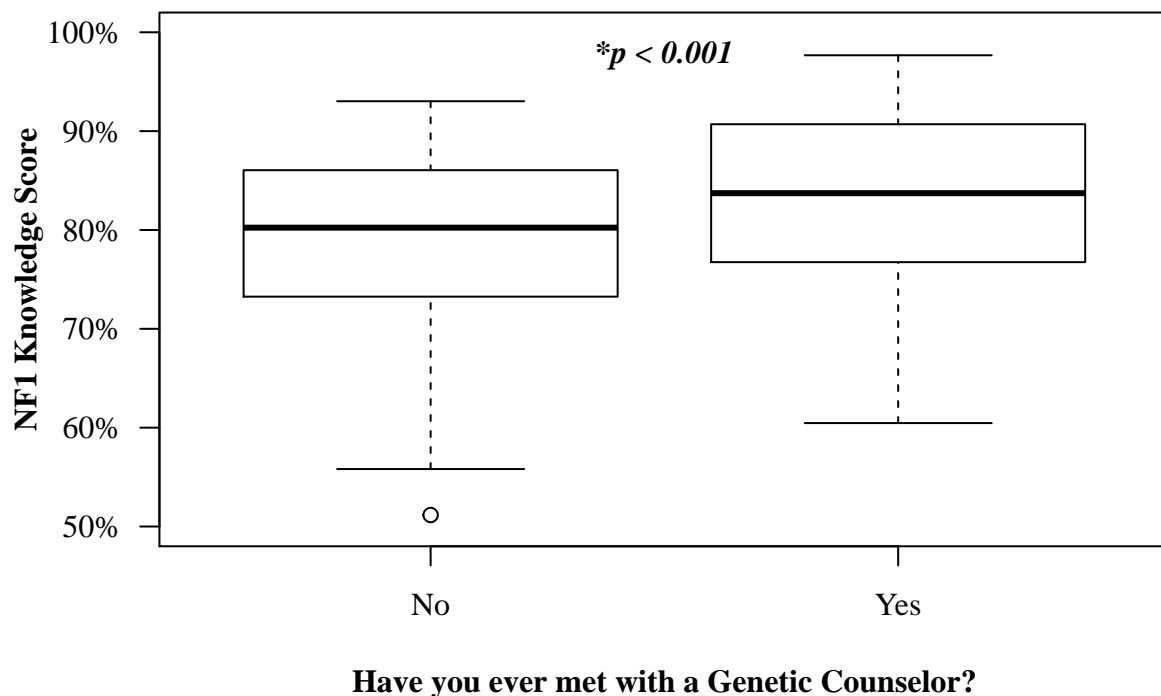 100%
*p < 0.001
90%
80%
70%
60%
50%
NF1 Knowledge Score
No
Yes
Have you ever met with a Genetic Counselor?